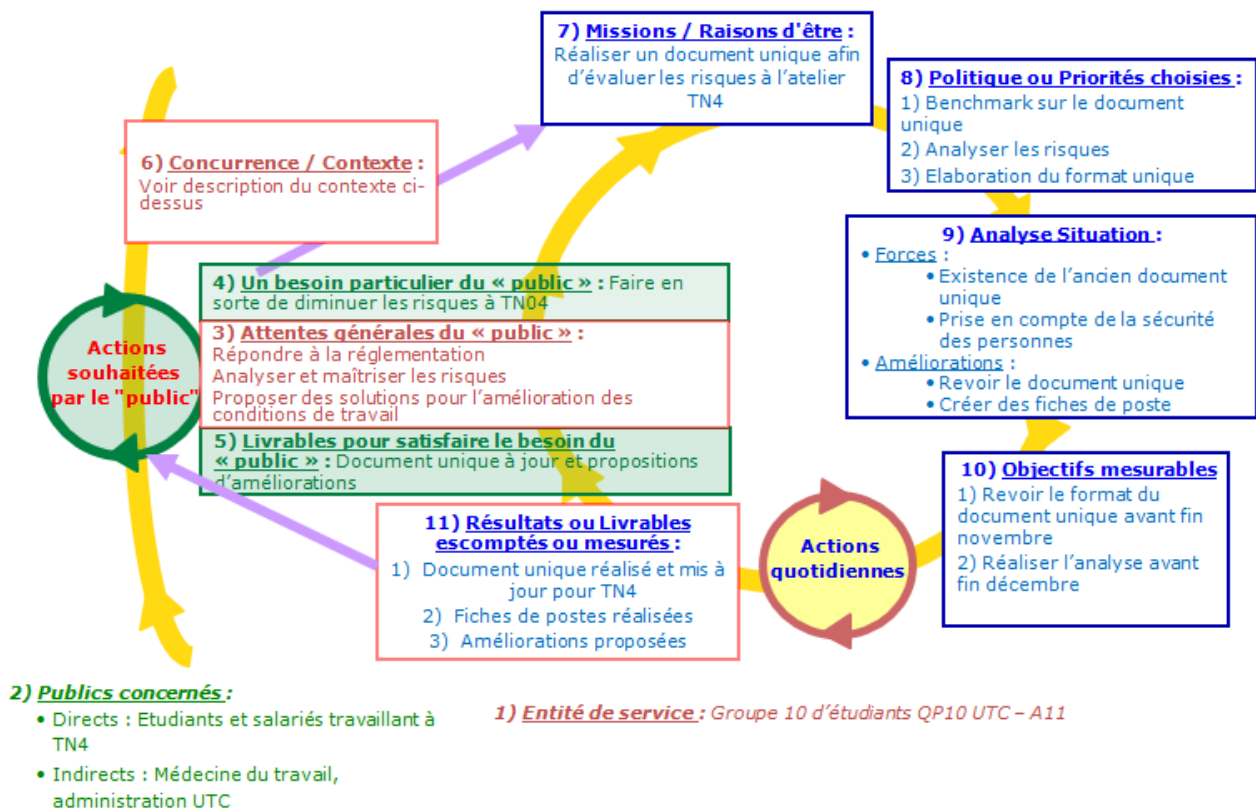 7) Missions / Raisons d'être :
Réaliser un document unique afin
d'évaluer les risques à l'atelier
TN4
8) Politique ou Priorités choisies :
1) Benchmark sur le document
unique
2) Analyser les risques
3) Elaboration du format unique
6) Concurrence / Contexte :
Voir description du contexte ci-
dessus
9) Analyse Situation :
• Forces :
• Existence de l'ancien document
unique
• Prise en compte de la sécurité
des personnes
• Améliorations :
• Revoir le document unique
• Créer des fiches de poste
4) Un besoin particulier du « public » : Faire en
sorte de diminuer les risques à TN04
3) Attentes générales du « public » :
Répondre à la réglementation
Analyser et maîtriser les risques
Proposer des solutions pour l'amélioration des
conditions de travail
5) Livrables pour satisfaire le besoin du
« public » : Document unique à jour et propositions
d'améliorations
Actions
souhaitées
par le "public"
10) Objectifs mesurables
1) Revoir le format du
document unique avant fin
novembre
2) Réaliser l'analyse avant
fin décembre
Actions
quotidiennes
11) Résultats ou Livrables
escomptés ou mesurés :
1) Document unique réalisé et mis à
jour pour TN4
2) Fiches de postes réalisées
3) Améliorations proposées
2) Publics concernés :
• Directs : Etudiants et salariés travaillant à
TN4
• Indirects : Médecine du travail,
administration UTC
1) Entité de service : Groupe 10 d'étudiants QP10 UTC – A11